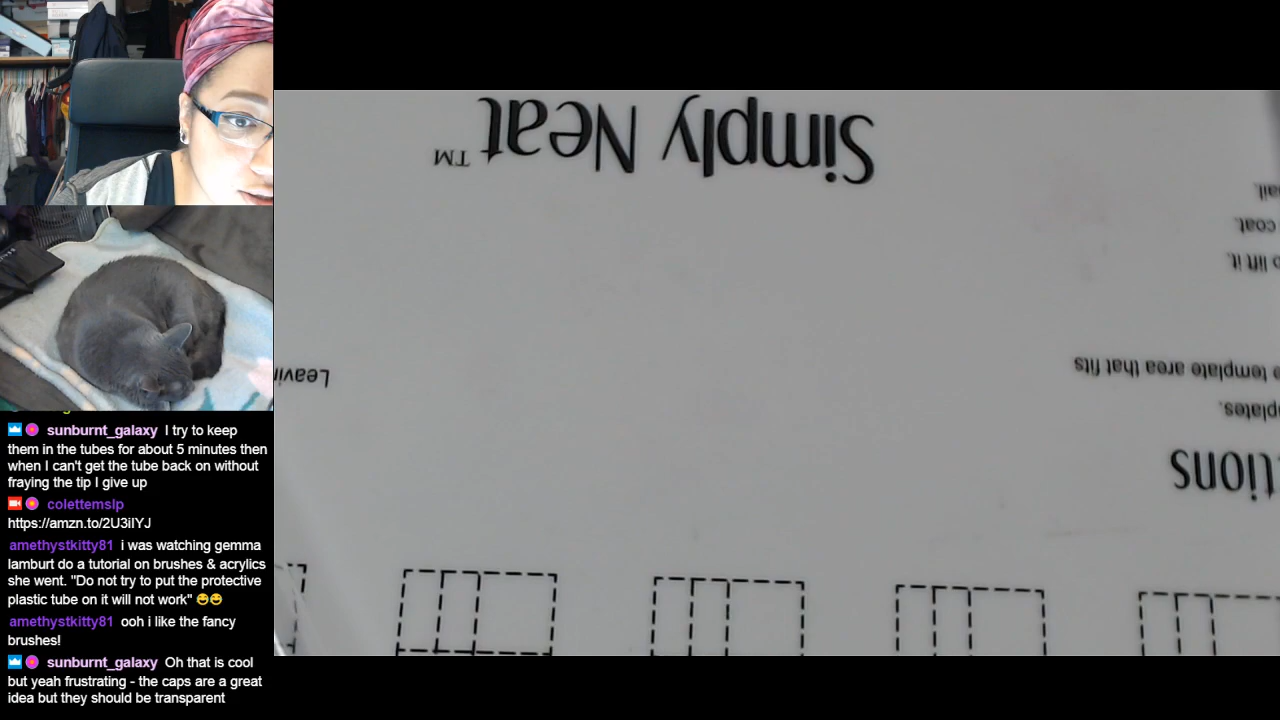 Simply Neat™
ail.
coat.
o lift it.
Leavi
e template area that fits
plates.
tions
sunburnt_galaxy I try to keep
them in the tubes for about 5 minutes then
when I can't get the tube back on without
fraying the tip I give up
colettemslp
https://amzn.to/2U3iIYJ
amethystkitty81 i was watching gemma
lamburt do a tutorial on brushes & acrylics
she went. "Do not try to put the protective
plastic tube on it will not work" 😄😄
amethystkitty81 ooh i like the fancy
brushes!
sunburnt_galaxy Oh that is cool
but yeah frustrating - the caps are a great
idea but they should be transparent